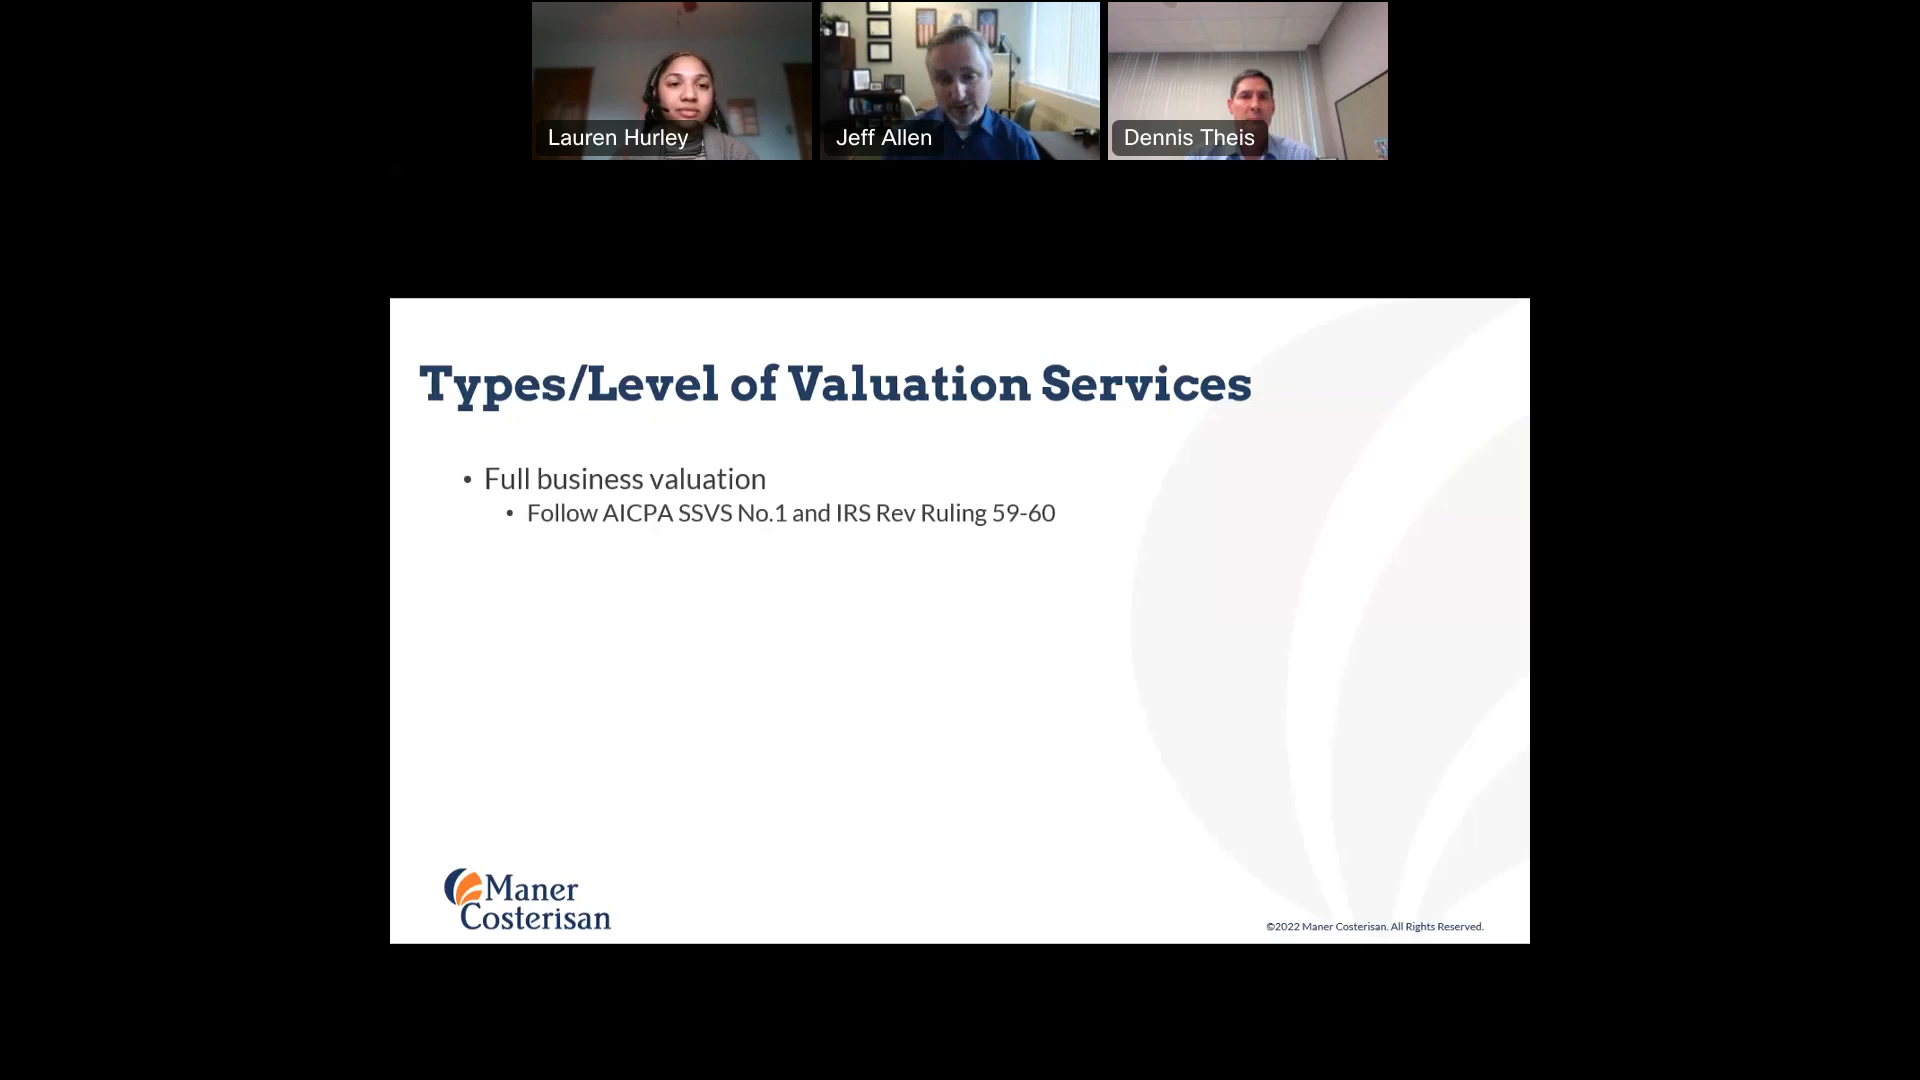 Lauren Hurley
Jeff Allen
Dennis Theis
Types/Level of Valuation Services
• Full business valuation
• Follow AICPA SSVS No.1 and IRS Rev Ruling 59-60
Maner
Costerisan
©2022 Maner Costerisan. All Rights Reserved.